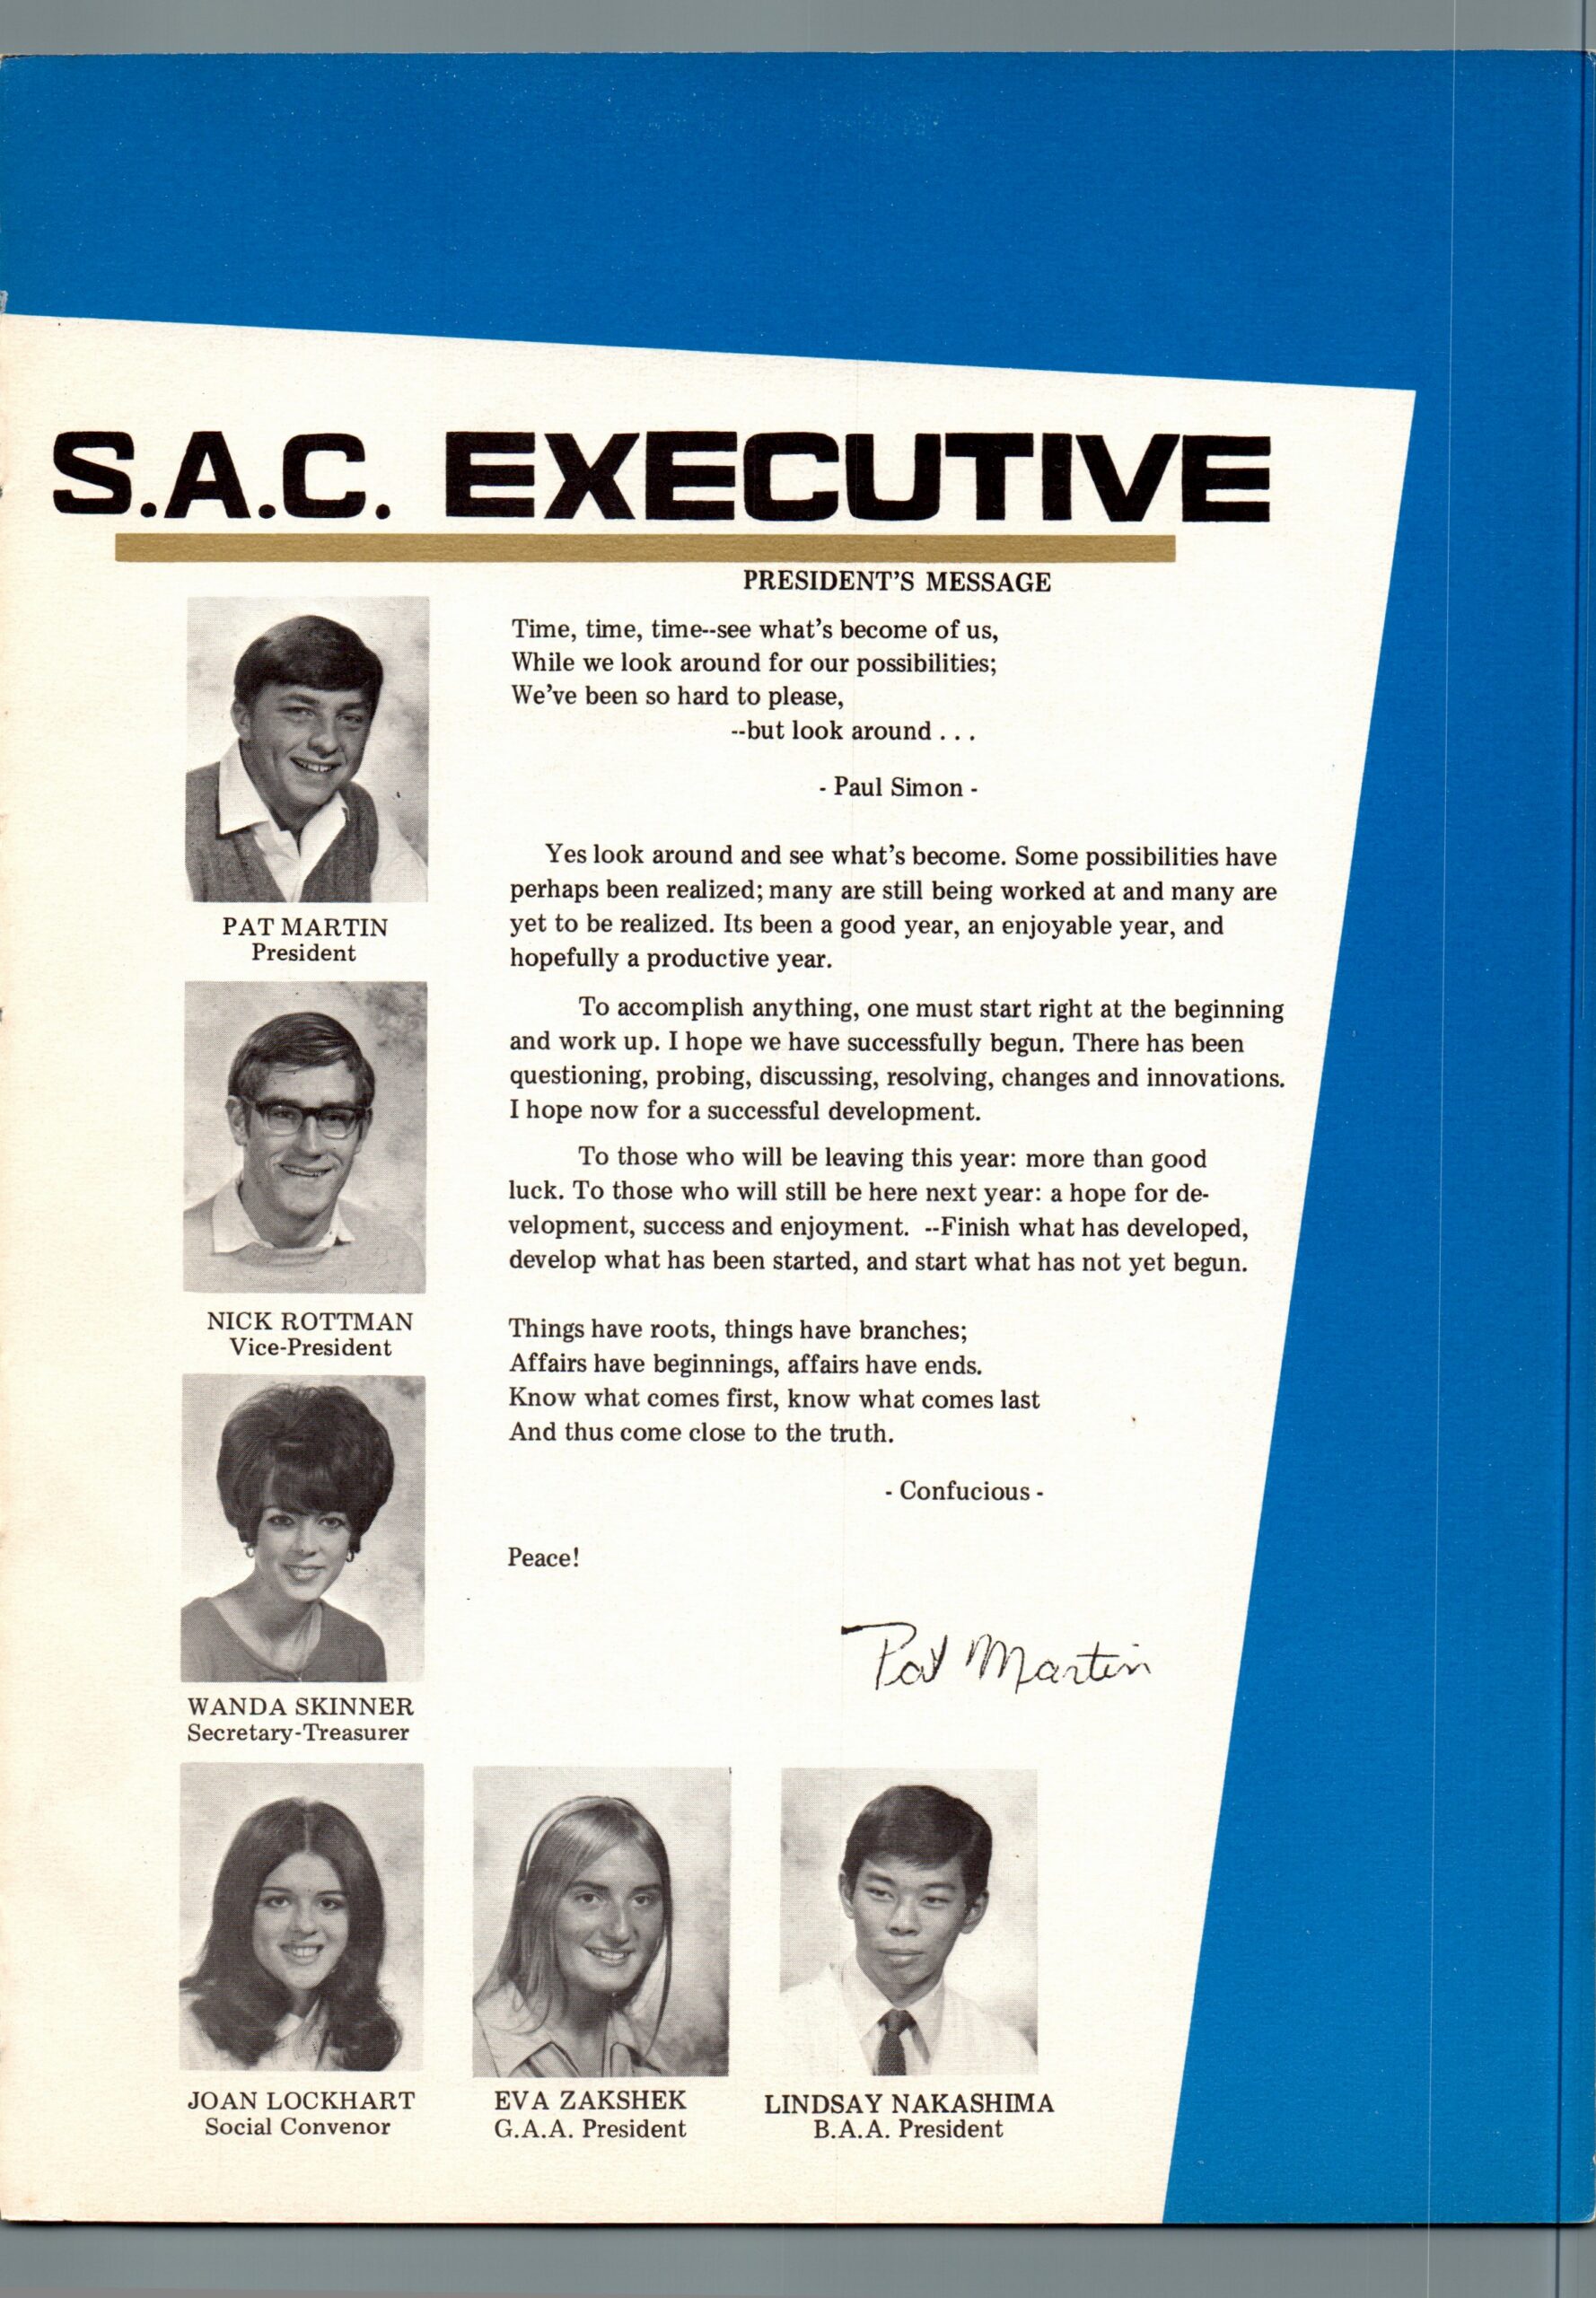 S.A.C. EXECUTIVE
PRESIDENT'S MESSAGE
Time, time, time--see what's become of us,
While we look around for our possibilities;
We've been so hard to please,
--but look around . . .
- Paul Simon -
Yes look around and see what's become. Some possibilities have
perhaps been realized; many are still being worked at and many are
yet to be realized. Its been a good year, an enjoyable year, and
hopefully a productive year.
To accomplish anything, one must start right at the beginning
and work up. I hope we have successfully begun. There has been
questioning, probing, discussing, resolving, changes and innovations.
I hope now for a successful development.
To those who will be leaving this year: more than good
luck. To those who will still be here next year: a hope for de-
velopment, success and enjoyment. --Finish what has developed,
develop what has been started, and start what has not yet begun.
Things have roots, things have branches;
Affairs have beginnings, affairs have ends.
Know what comes first, know what comes last
And thus come close to the truth.
- Confucious -
Peace!
Pat Martin
PAT MARTIN
President
NICK ROTTMAN
Vice-President
WANDA SKINNER
Secretary-Treasurer
JOAN LOCKHART
Social Convenor
EVA ZAKSHEK
G.A.A. President
LINDSAY NAKASHIMA
B.A.A. President